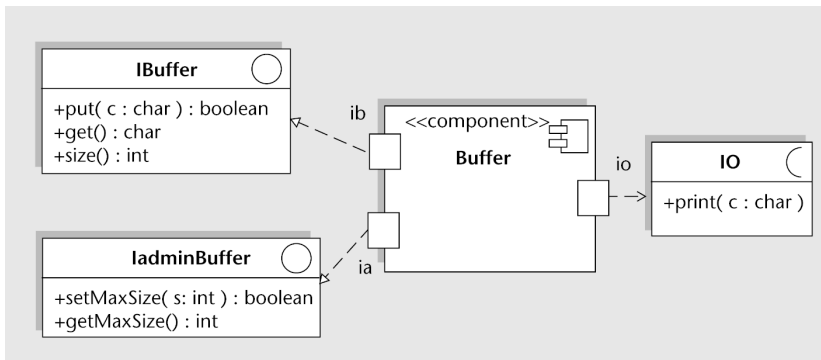 IBuffer
+put( c : char ) : boolean
+get() : char
+size() : int
ib
<<component>>
Buffer
io
IO
+print( c : char )
IadminBuffer
+setMaxSize( s: int ) : boolean
+getMaxSize() : int
ia